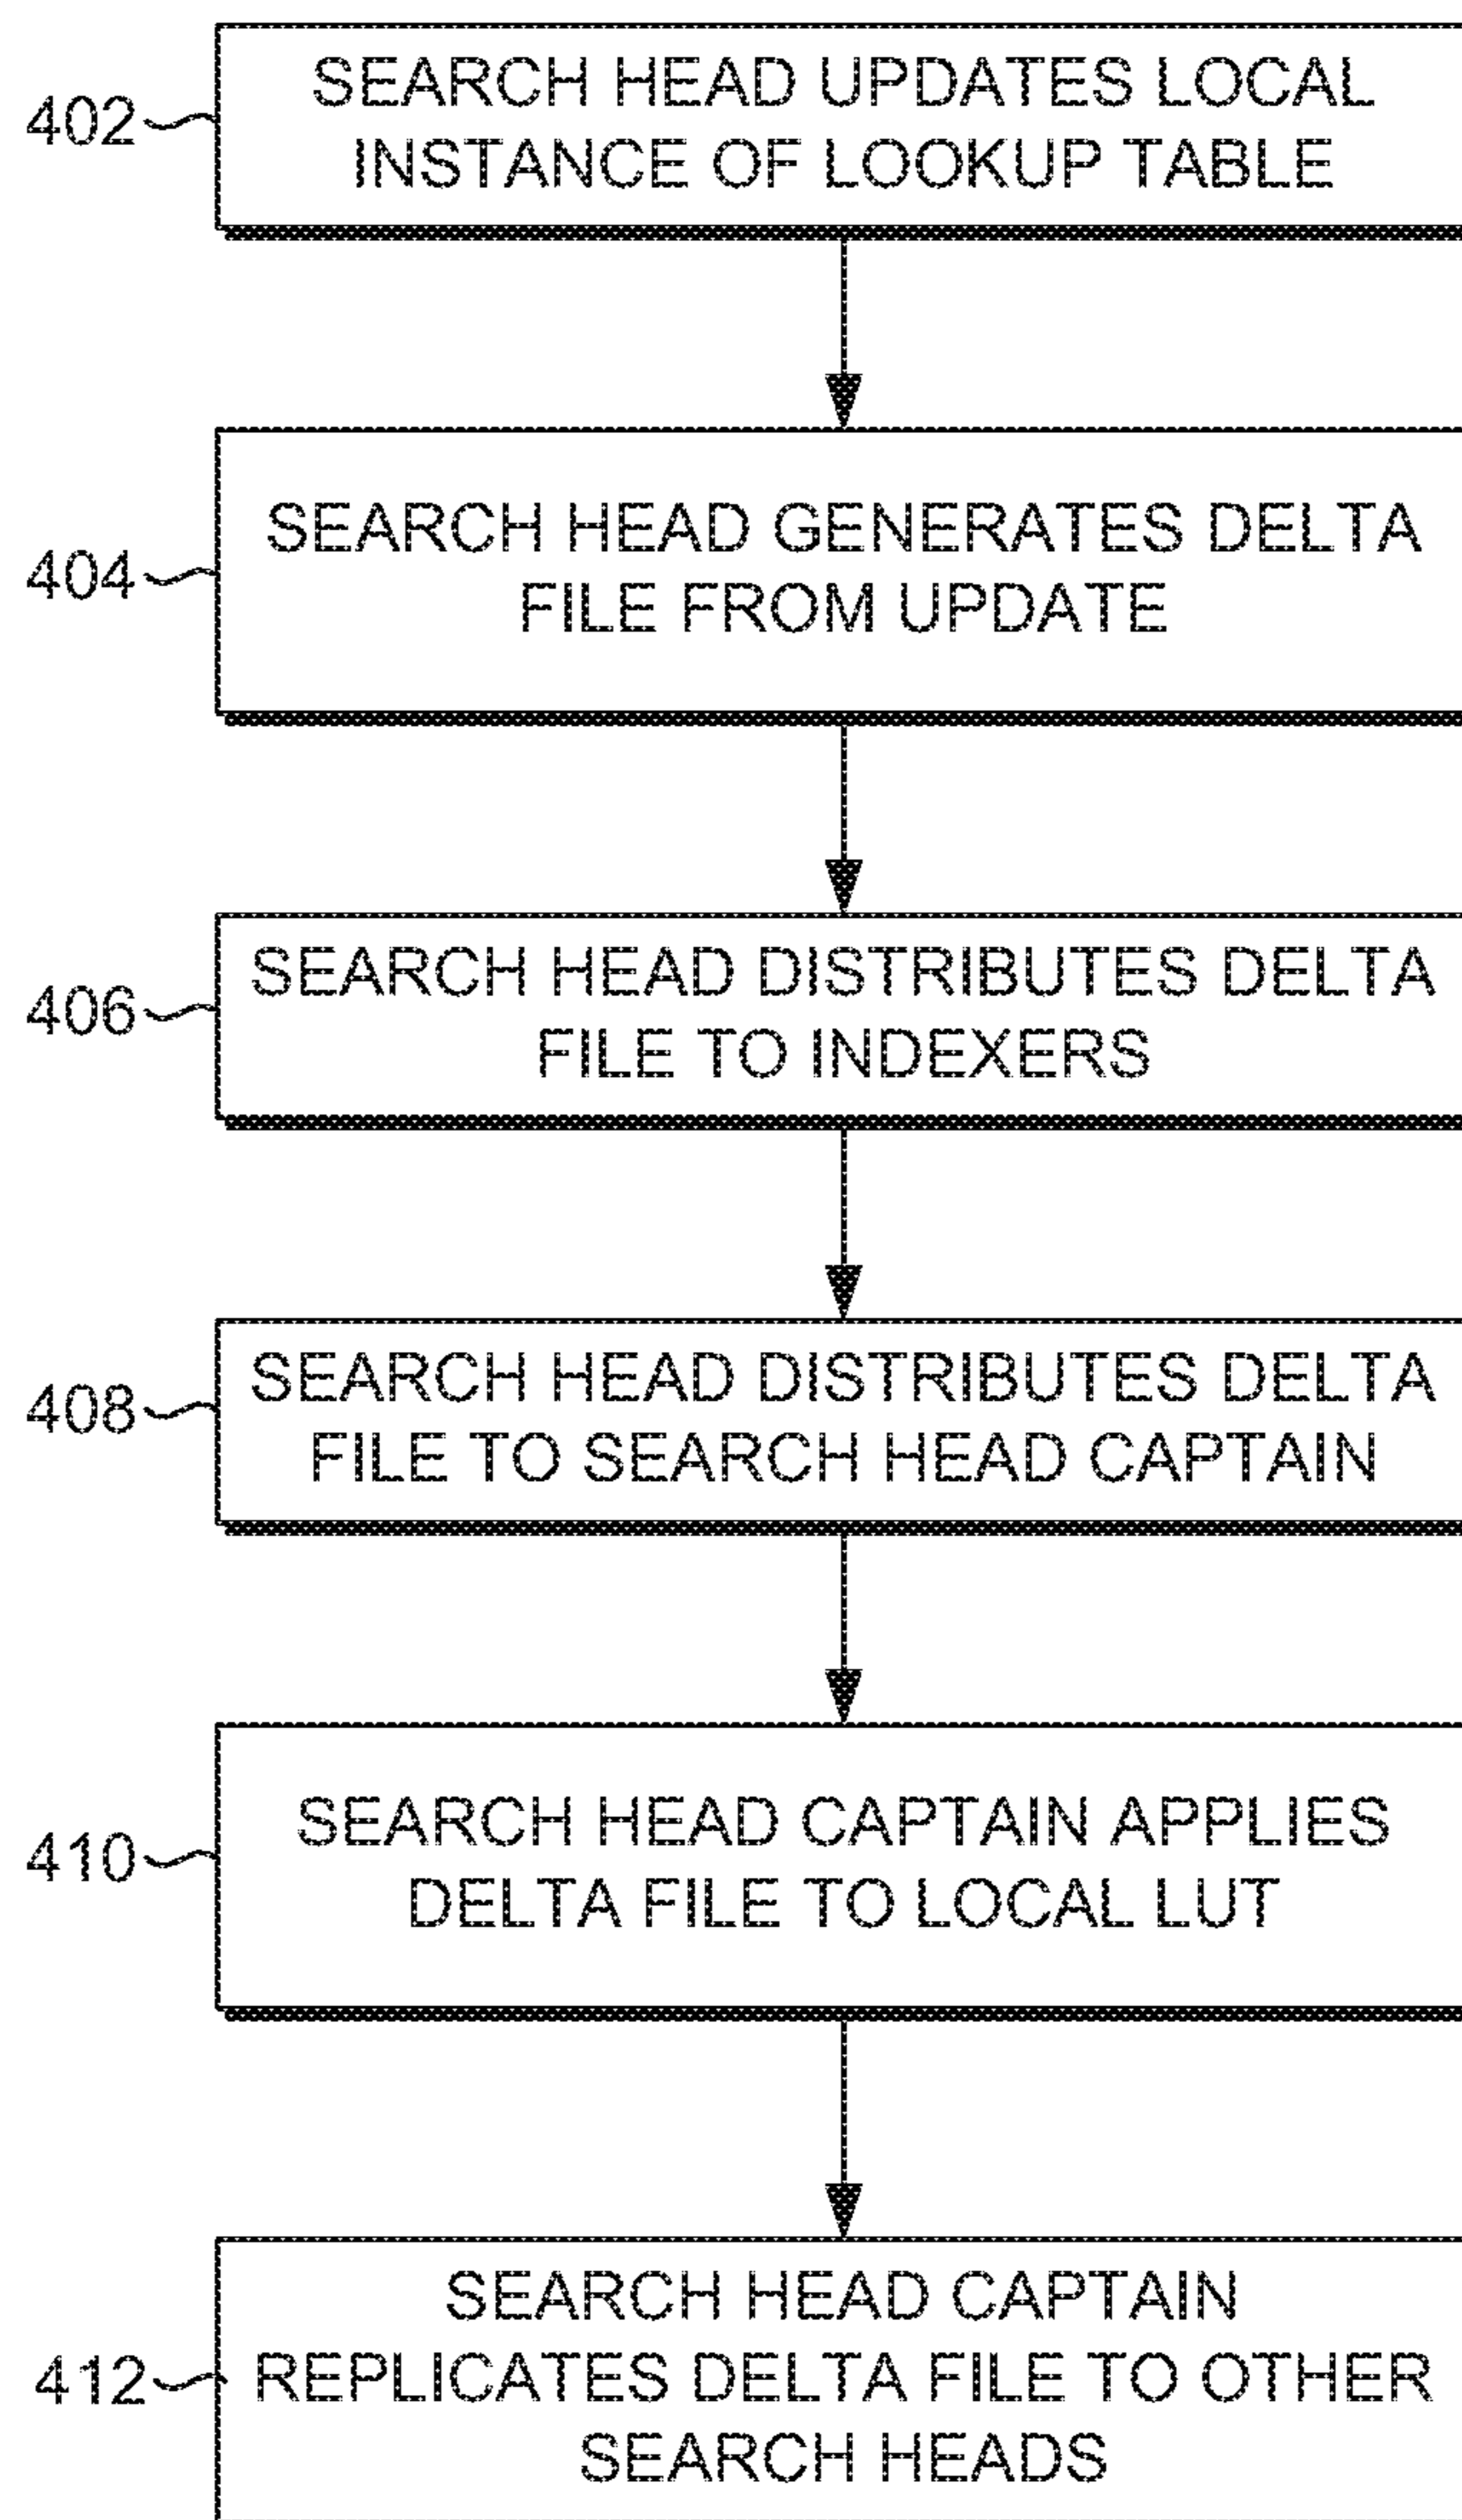 SEARCH HEAD UPDATES LOCAL
402
INSTANCE OF LOOKUP TABLE
SEARCH HEAD GENERATES DELTA
404
FILE FROM UPDATE
SEARCH HEAD DISTRIBUTES DELTA
406
FILE TO INDEXERS
SEARCH HEAD DISTRIBUTES DELTA
408
FILE TO SEARCH HEAD CAPTAIN
SEARCH HEAD CAPTAIN APPLIES
410
DELTA FILE TO LOCAL LUT
SEARCH HEAD CAPTAIN
412
REPLICATES DELTA FILE TO OTHER
SEARCH HEADS